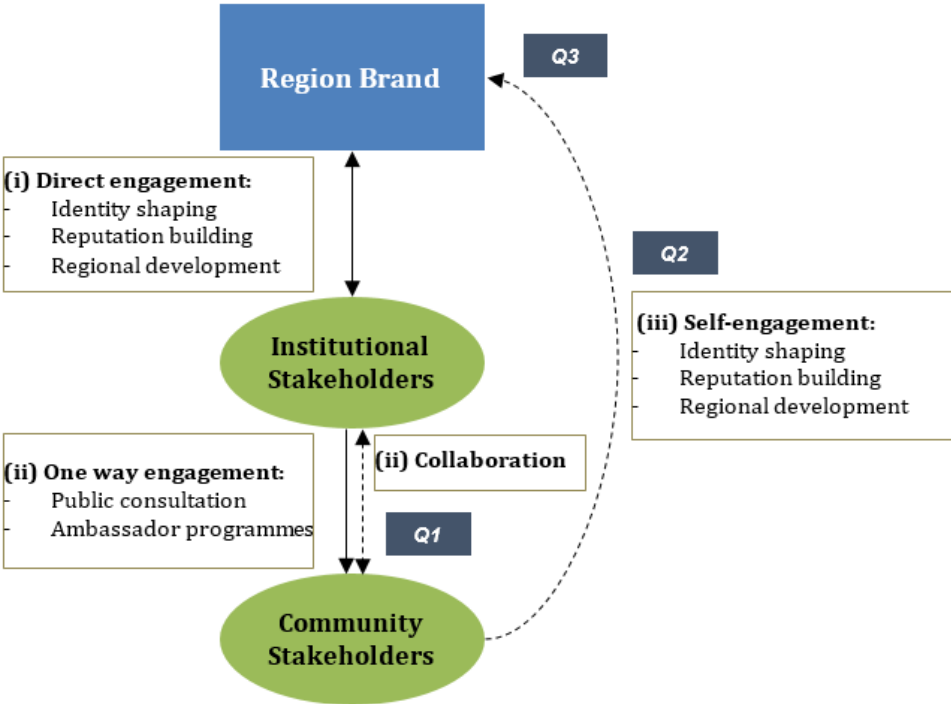 Q3
Region Brand
(i) Direct engagement:
- Identity shaping
- Reputation building
- Regional development
Q2
(iii) Self-engagement:
- Identity shaping
- Reputation building
- Regional development
Institutional
Stakeholders
(ii) One way engagement:
- Public consultation
- Ambassador programmes
(ii) Collaboration
Q1
Community
Stakeholders